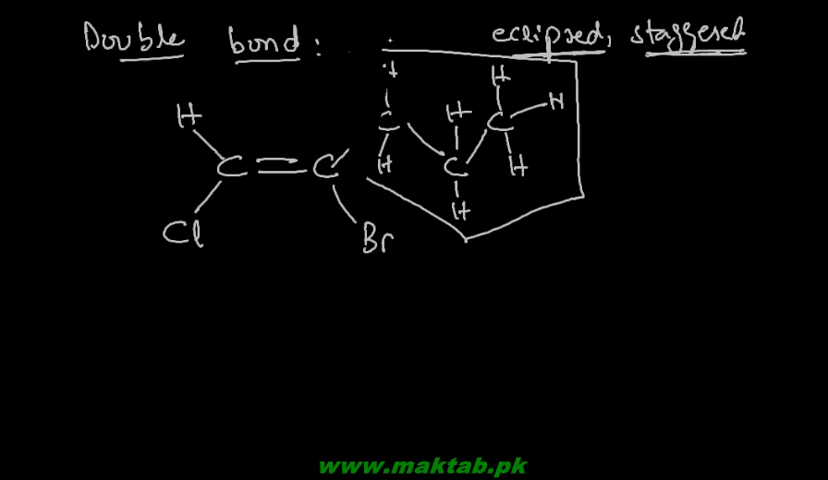 Double bond: eclipsed, staggered
H H
H H H
C C
C = C H C H
H
Cl Br
www.maktab.pk